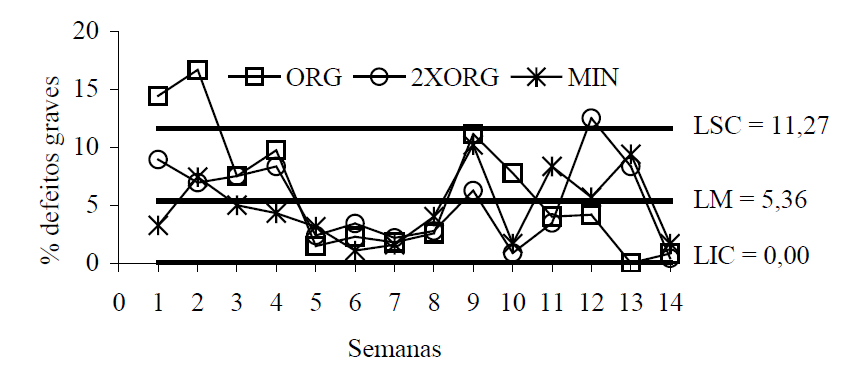 20
ORG 2XORG MIN
15
LSC = 11,27
10
LM = 5,36
5
LIC = 0,00
0
% defeitos graves
0 1 2 3 4 5 6 7 8 9 10 11 12 13 14
Semanas